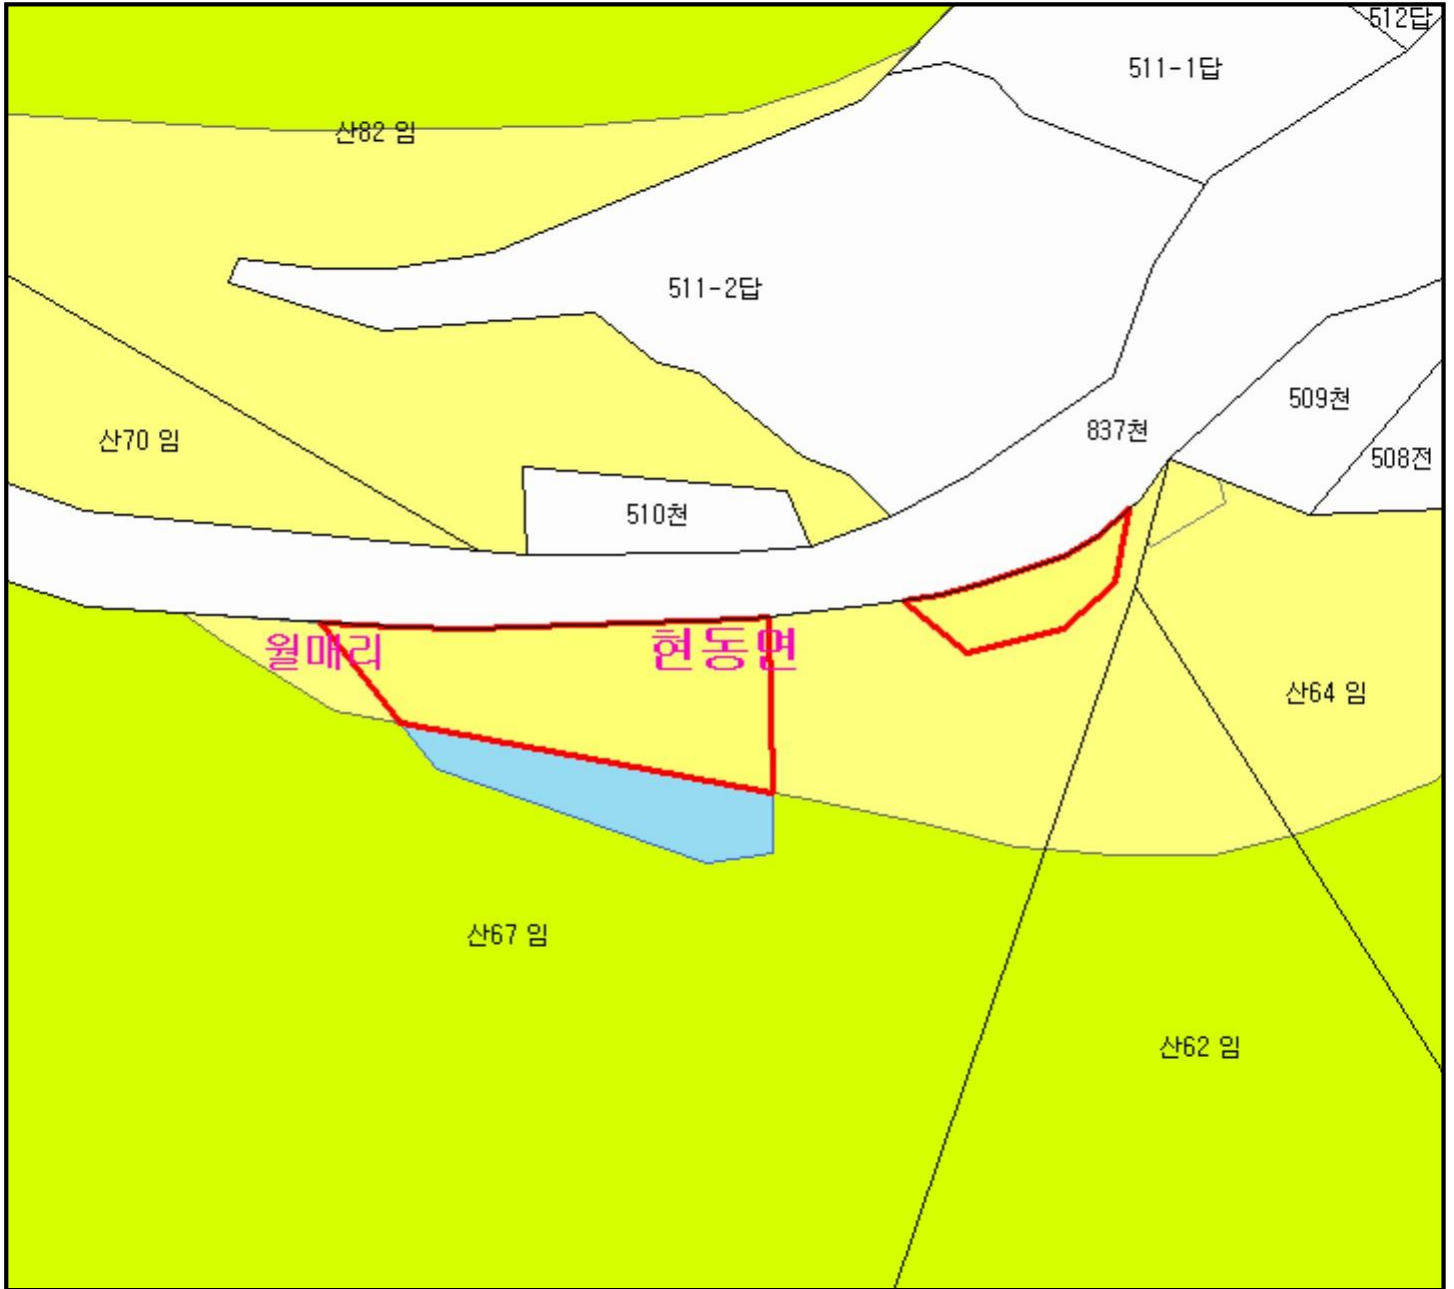 512답
511-1답
산82 임
511-2답
509천
837천
산70 임
508전
510천
월매리
현동면
산64 임
산67 임
산62 임